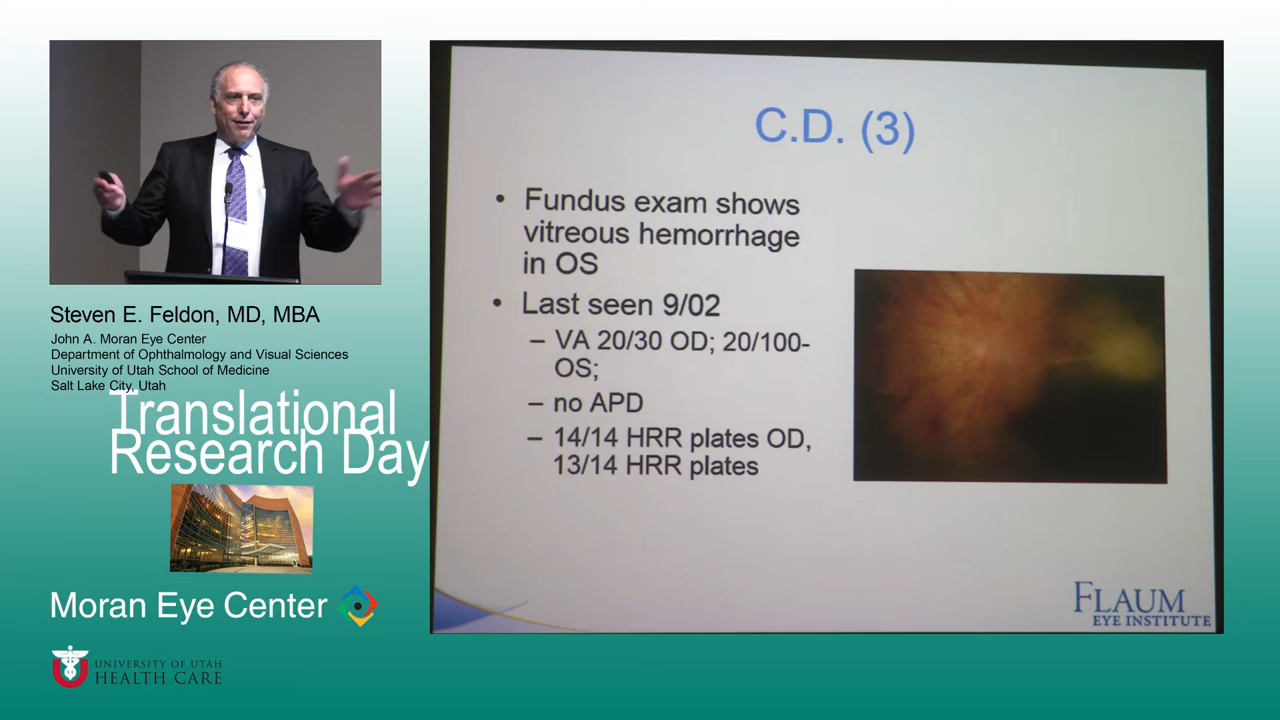 Steven E. Feldon, MD, MBA
John A. Moran Eye Center
Department of Ophthalmology and Visual Sciences
University of Utah School of Medicine
Salt Lake City, Utah
Translational
Research Day
Moran Eye Center
UNIVERSITY OF UTAH
HEALTH CARE
C.D. (3)
• Fundus exam shows
vitreous hemorrhage
in OS
• Last seen 9/02
– VA 20/30 OD; 20/100-
OS;
– no APD
– 14/14 HRR plates OD,
13/14 HRR plates
FLAUM
EYE INSTITUTE